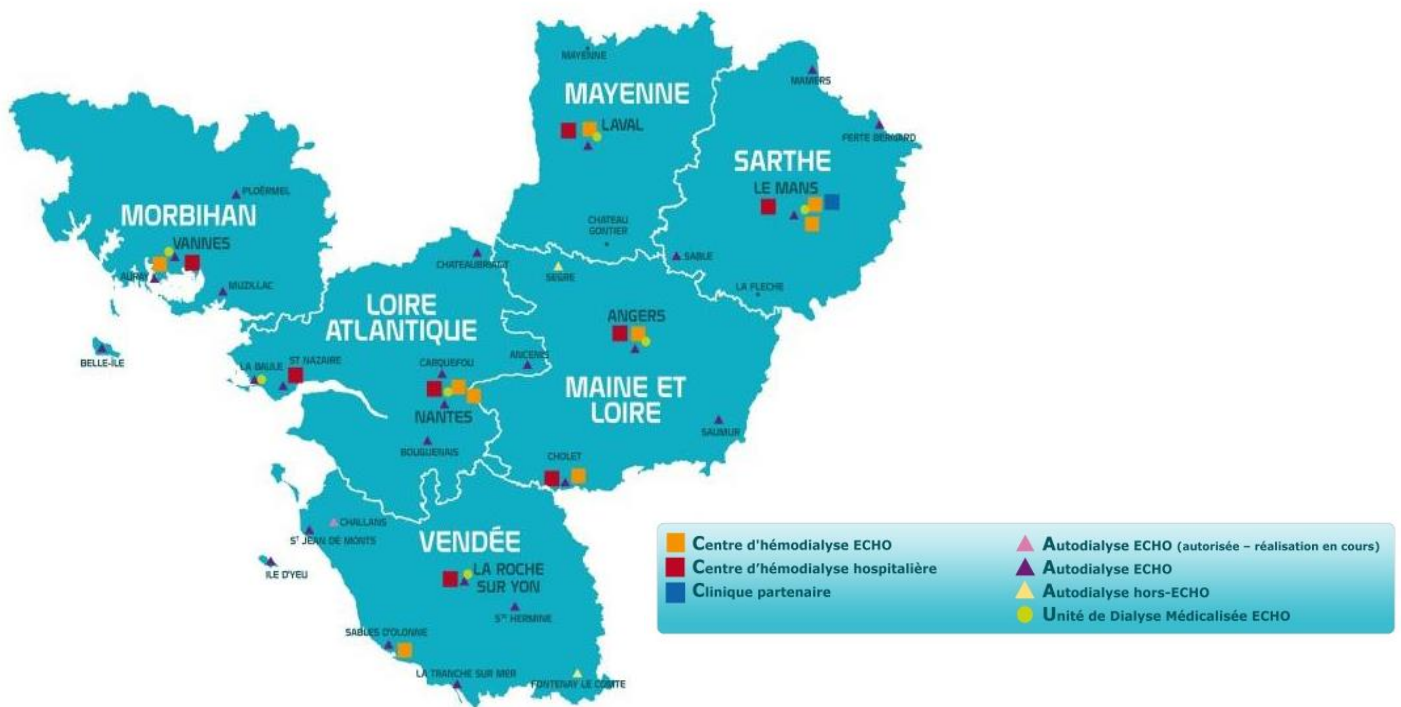 MAYENNE
MAYENNE
LAVAL
CHATEAU
GONTIER
MAMERS
FERTE BERNARD
SARTHE
LE MANS
SABLE
LA FLECHE
PLOËRMEL
MORBIHAN
VANNES
AURAY
MUZILLAC
BELLE-ILE
CHATEAUBRIANT
LOIRE
ATLANTIQUE
LA BAULE
ST NAZAIRE
CARQUEFOU
ANCENIS
NANTES
BOUGUENAIS
SEGRE
ANGERS
MAINE ET
LOIRE
SAUMUR
CHOLET
CHALLANS
ST JEAN DE MONTS
ILE D'YEU
VENDÉE
LA ROCHE
SUR YON
STE HERMINE
SABLES D'OLONNE
LA TRANCHE SUR MER
FONTENAY LE COMTE
Centre d'hémodialyse ECHO
Centre d'hémodialyse hospitalière
Clinique partenaire
Autodialyse ECHO (autorisée – réalisation en cours)
Autodialyse ECHO
Autodialyse hors-ECHO
Unité de Dialyse Médicalisée ECHO